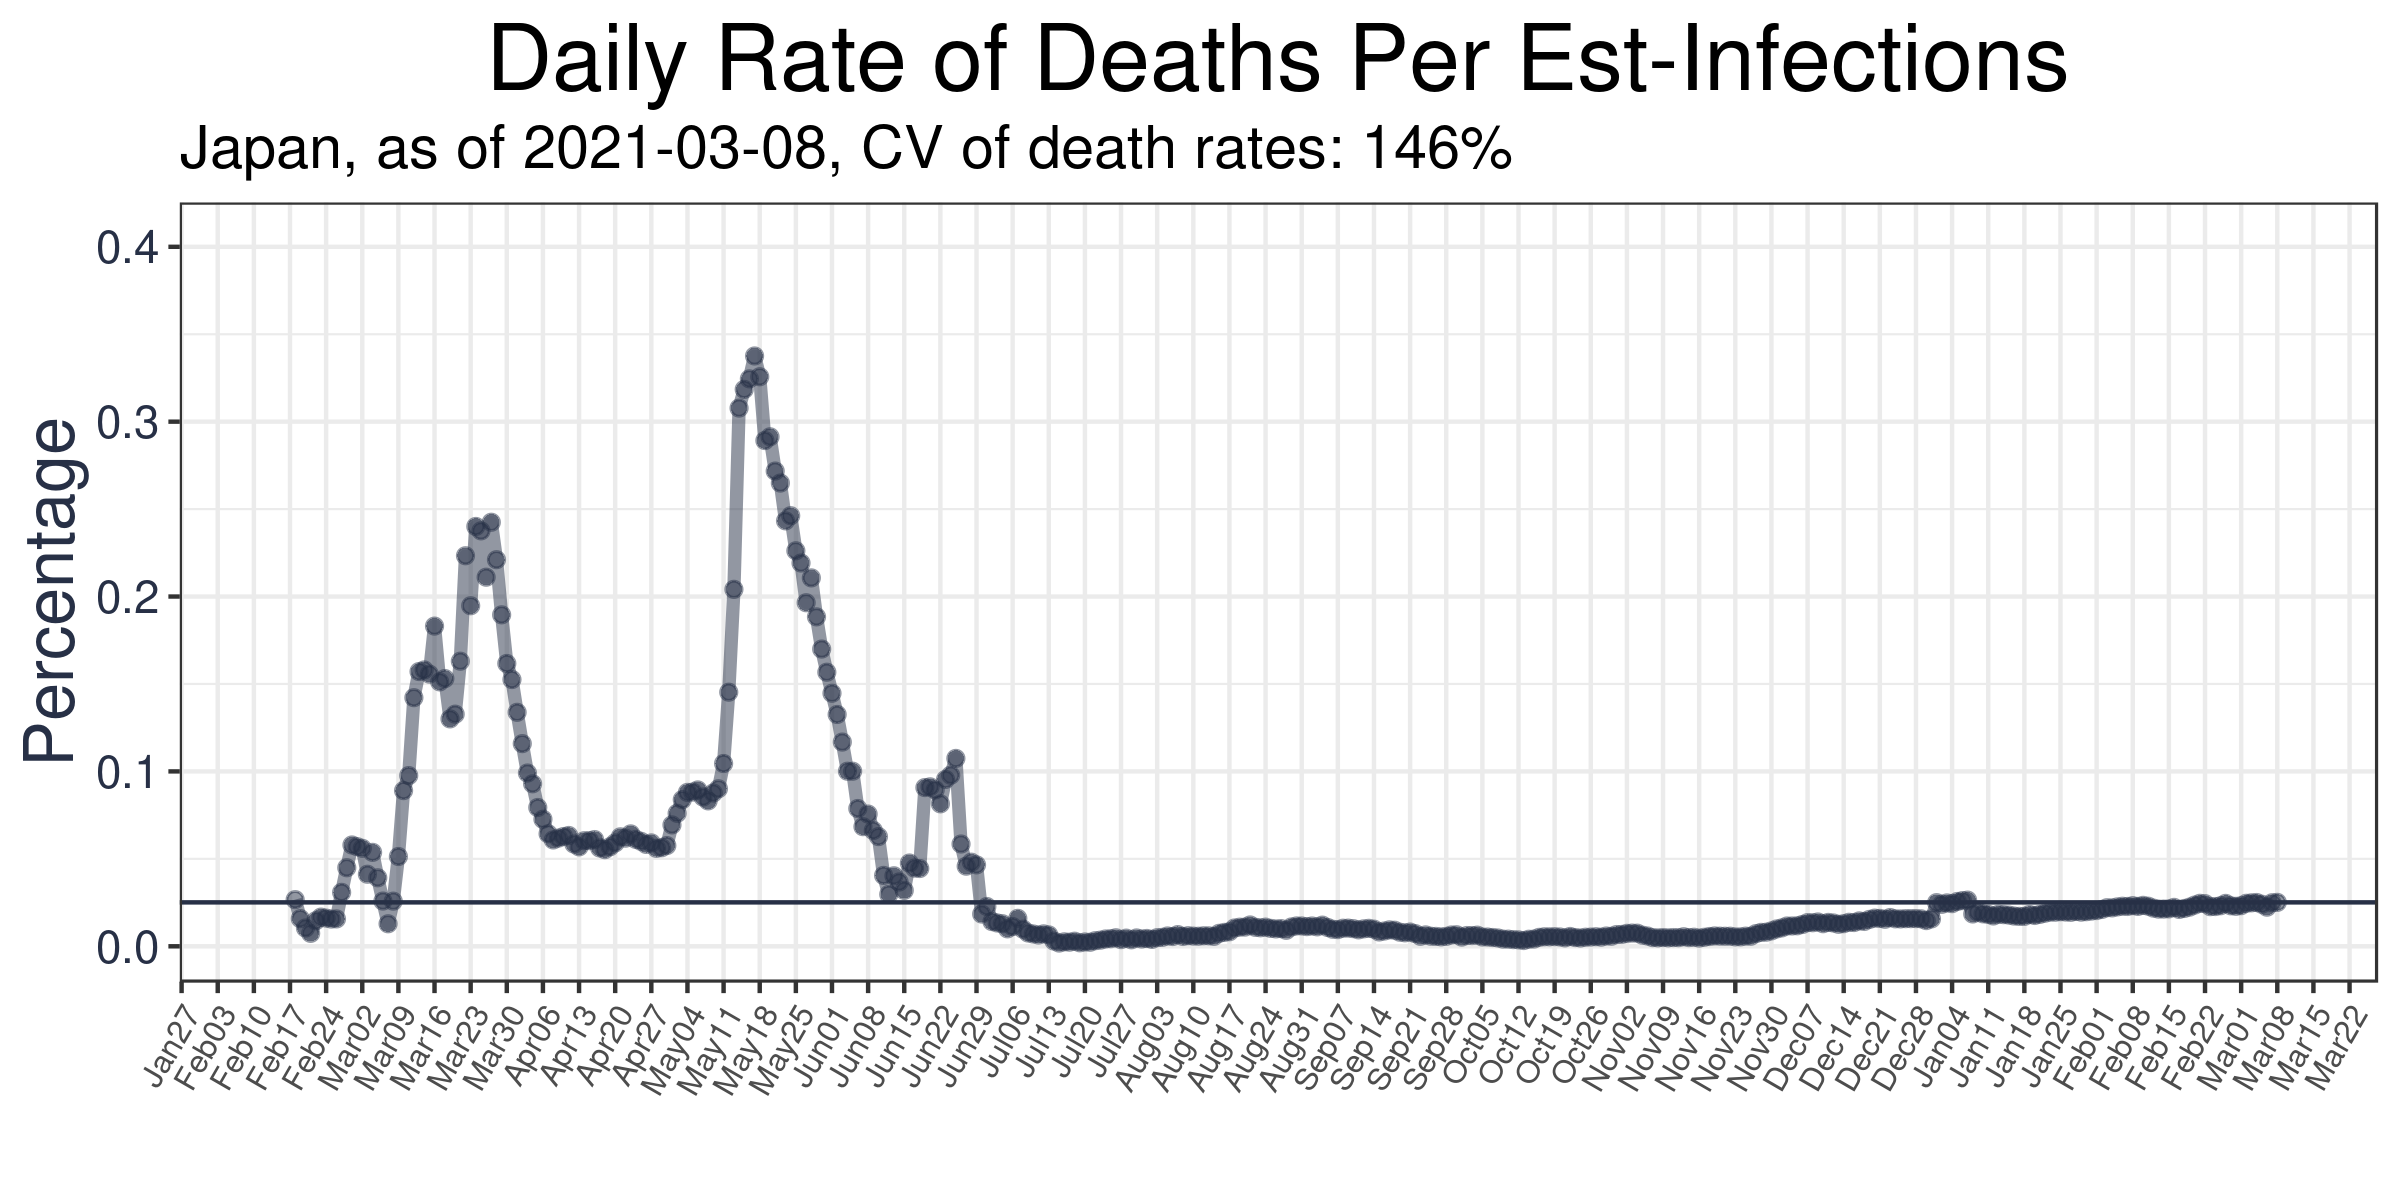 Daily Rate of Deaths Per Est-Infections
Japan, as of 2021-03-08, CV of death rates: 146%
Percentage
0.4
0.3
0.2
0.1
0.0
Jan27
Feb03
Feb10
Feb17
Feb24
Mar02
Mar09
Mar16
Mar23
Mar30
Apr06
Apr13
Apr20
Apr27
May04
May11
May18
May25
Jun01
Jun08
Jun15
Jun22
Jun29
Jul06
Jul13
Jul20
Jul27
Aug03
Aug10
Aug17
Aug24
Aug31
Sep07
Sep14
Sep21
Sep28
Oct05
Oct12
Oct19
Oct26
Nov02
Nov09
Nov16
Nov23
Nov30
Dec07
Dec14
Dec21
Dec28
Jan04
Jan11
Jan18
Jan25
Feb01
Feb08
Feb15
Feb22
Mar01
Mar08
Mar15
Mar22